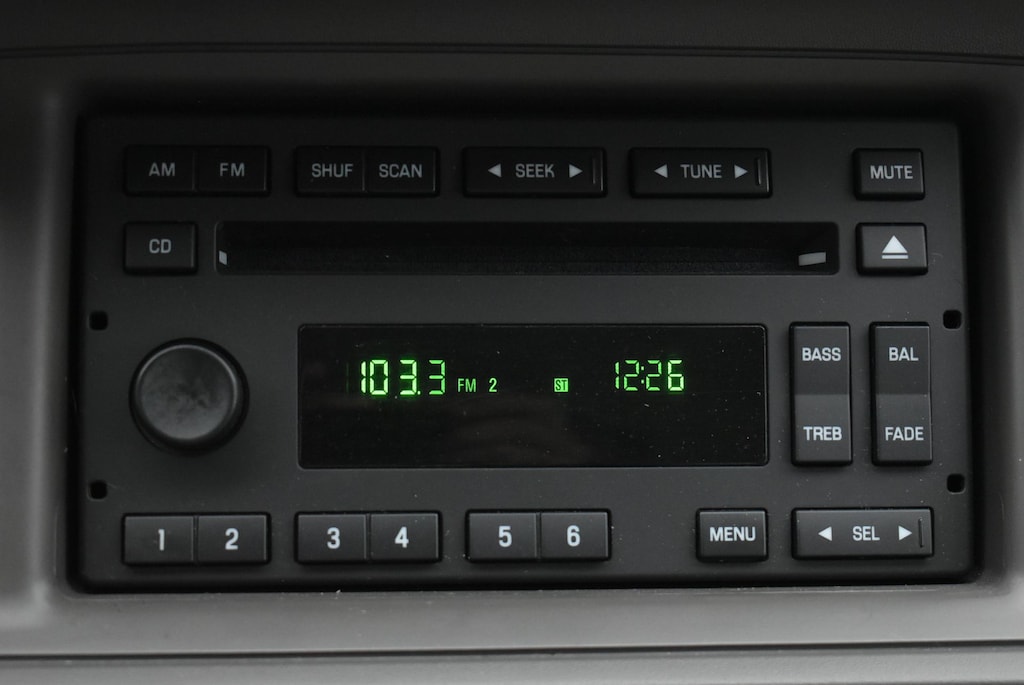 AM FM SHUF SCAN ◄ SEEK ► ◄ TUNE ► MUTE
CD
103.3 FM 2 ST 12:26
BASS BAL
TREB FADE
1 2 3 4 5 6 MENU ◄ SEL ►